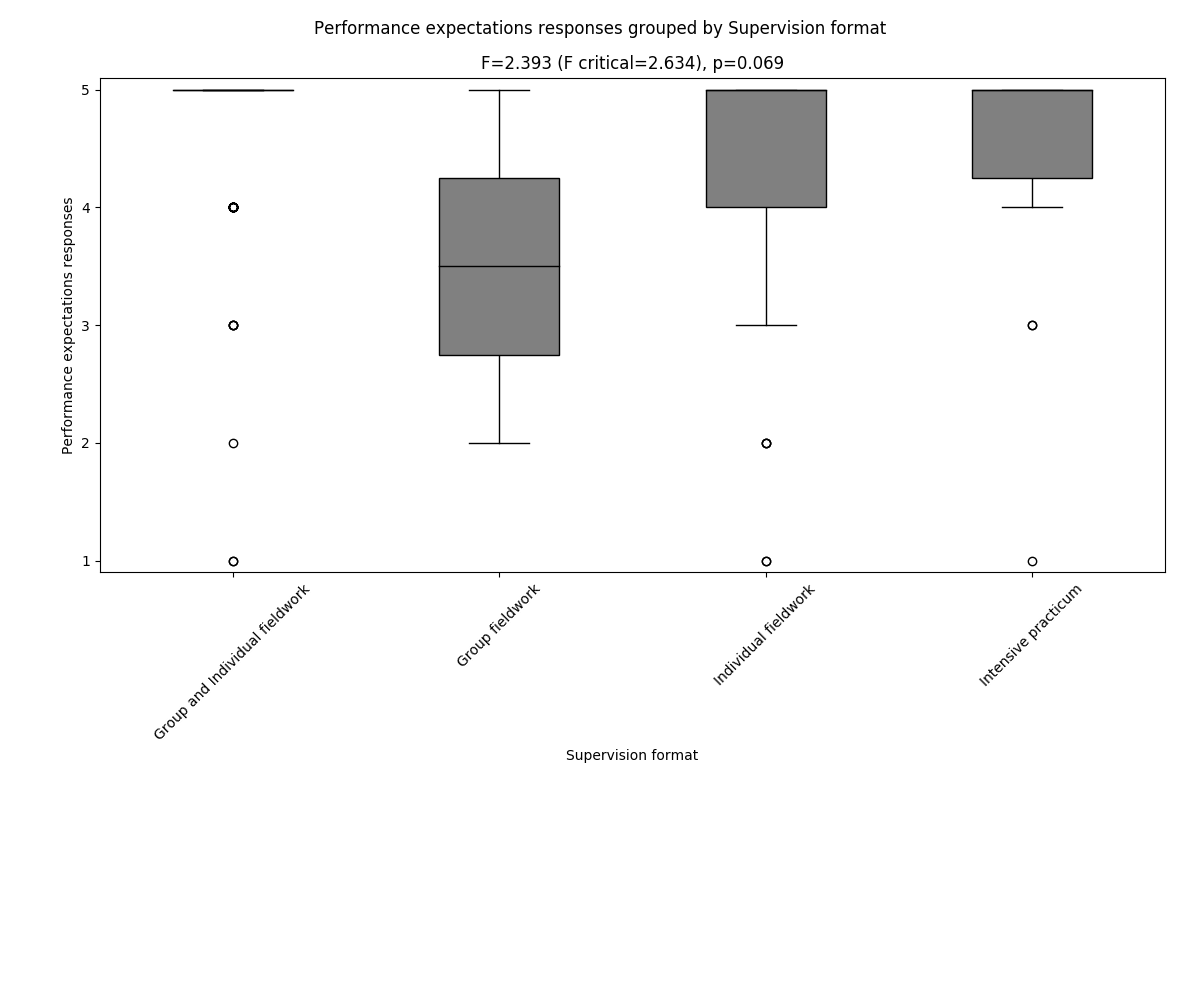 Performance expectations responses grouped by Supervision format
F=2.393 (F critical=2.634), p=0.069
Performance expectations responses
5
4
3
2
1
Group and Individual fieldwork
Group fieldwork
Individual fieldwork
Intensive practicum
Supervision format